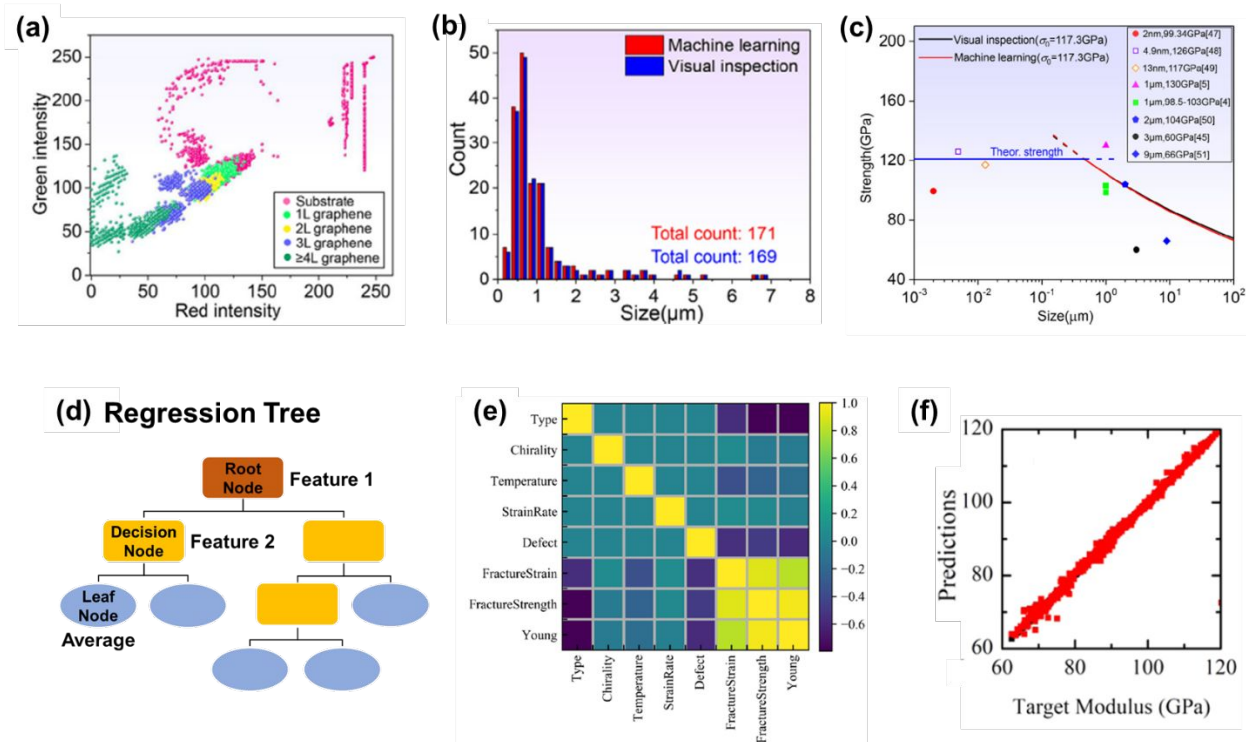 (a)
250
200
150
100
50
0
Green intensity
Substrate
1L graphene
2L graphene
3L graphene
≥4L graphene
0 50 100 150 200 250
Red intensity
(b)
50
40
30
20
10
0
Count
Machine learning
Visual inspection
Total count: 171
Total count: 169
0 1 2 3 4 5 6 7 8
Size(μm)
(c)
200
160
120
80
40
Strength(GPa)
Visual inspection(σ0=117.3GPa)
Machine learning(σ0=117.3GPa)
Theor. strength
2nm,99.34GPa[47]
4.9nm,126GPa[48]
13nm,117GPa[49]
1μm,130GPa[5]
1μm,98.5-103GPa[4]
2μm,104GPa[50]
3μm,60GPa[45]
9μm,66GPa[51]
10-3 10-2 10-1 100 101 102
Size(μm)
(d) Regression Tree
Root
Node
Feature 1
Decision
Node
Feature 2
Leaf
Node
Average
(e)
Type
Chirality
Temperature
StrainRate
Defect
FractureStrain
FractureStrength
Young
Type
Chirality
Temperature
StrainRate
Defect
FractureStrain
FractureStrength
Young
1.0
0.8
0.6
0.4
0.2
0.0
−0.2
−0.4
−0.6
(f)
120
100
80
60
Predictions
60 80 100 120
Target Modulus (GPa)